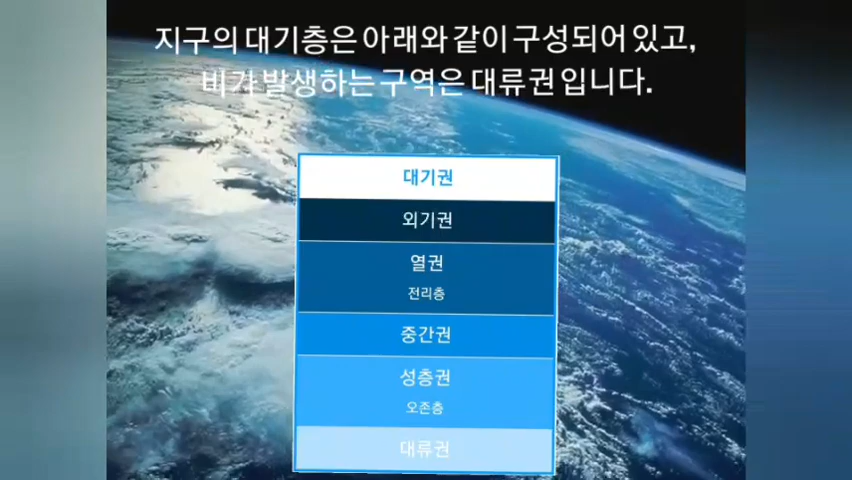 지구의 대기층은 아래와 같이 구성되어 있고,
비가 발생하는 구역은 대류권 입니다.
대기권
외기권
열권
전리층
중간권
성층권
오존층
대류권